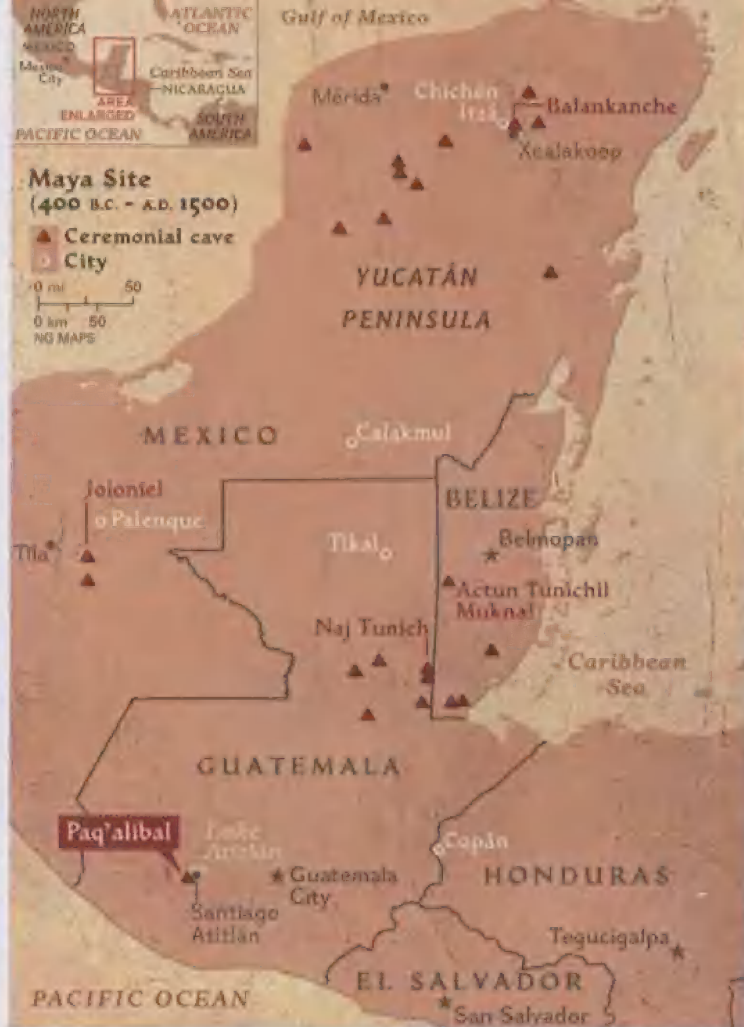 NORTH
AMERICA
ATLANTIC
OCEAN
MEXICO
Mexico
City
Caribbean Sea
NICARAGUA
AREA
ENLARGED
PACIFIC OCEAN
SOUTH
AMERICA
Gulf of Mexico
Maya Site
(400 B.C. - A.D. 1500)
Ceremonial cave
City
0 mi 50
0 km 50
NG MAPS
Mérida
Chichén
Itzá
Balankanche
Xcalakoop
YUCATÁN
PENINSULA
MEXICO
Calakmul
Joloniel
Palenque
Tila
Tikal
BELIZE
Belmopan
Actun Tunichil
Muknal
Naj Tunich
Caribbean
Sea
GUATEMALA
Paq'alibal
Lake
Atitlán
Santiago
Atitlán
Guatemala
City
Copán
HONDURAS
Tegucigalpa
EL SALVADOR
San Salvador
PACIFIC OCEAN